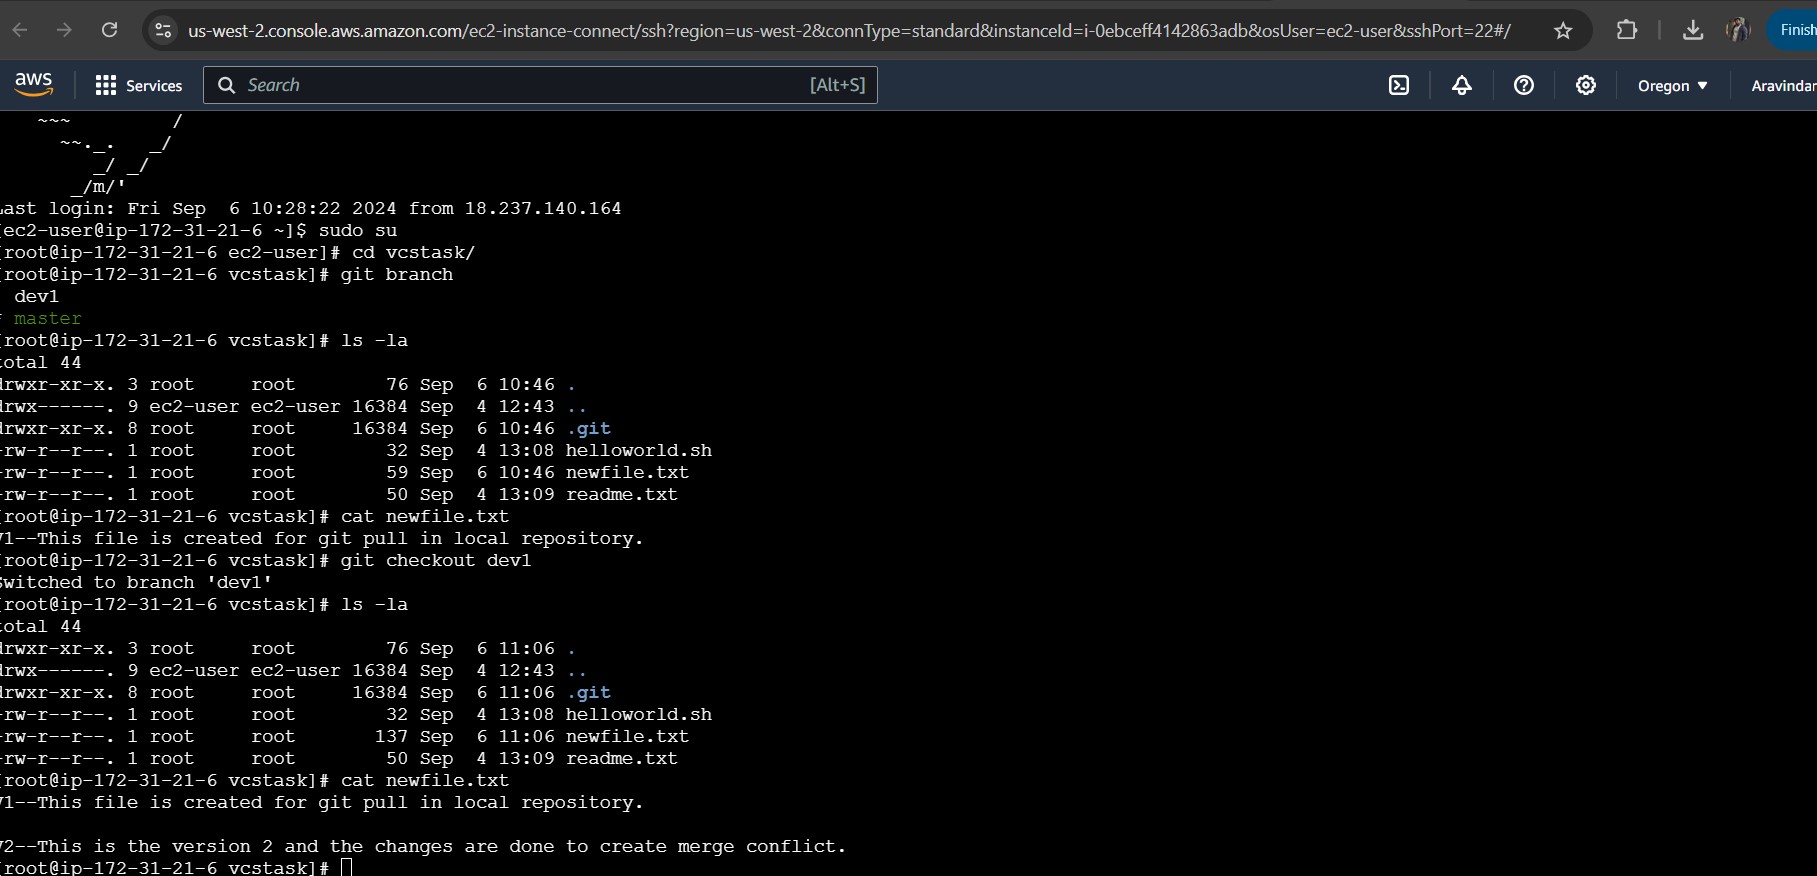 us-west-2.console.aws.amazon.com/ec2-instance-connect/ssh?region=us-west-2&connType=standard&instanceId=i-0ebceff4142863adb&osUser=ec2-user&sshPort=22#/
Finish
aws Services Search [Alt+S] Oregon Aravindar
~~~ /
~~._. _/
_/ _/
_/m/'
Last login: Fri Sep  6 10:28:22 2024 from 18.237.140.164
[ec2-user@ip-172-31-21-6 ~]$ sudo su
[root@ip-172-31-21-6 ec2-user]# cd vcstask/
[root@ip-172-31-21-6 vcstask]# git branch
dev1
* master
[root@ip-172-31-21-6 vcstask]# ls -la
total 44
drwxr-xr-x. 3 root     root        76 Sep  6 10:46 .
drwx------. 9 ec2-user ec2-user 16384 Sep  4 12:43 ..
drwxr-xr-x. 8 root     root     16384 Sep  6 10:46 .git
-rw-r--r--. 1 root     root        32 Sep  4 13:08 helloworld.sh
-rw-r--r--. 1 root     root        59 Sep  6 10:46 newfile.txt
-rw-r--r--. 1 root     root        50 Sep  4 13:09 readme.txt
[root@ip-172-31-21-6 vcstask]# cat newfile.txt
V1--This file is created for git pull in local repository.
[root@ip-172-31-21-6 vcstask]# git checkout dev1
Switched to branch 'dev1'
[root@ip-172-31-21-6 vcstask]# ls -la
total 44
drwxr-xr-x. 3 root     root        76 Sep  6 11:06 .
drwx------. 9 ec2-user ec2-user 16384 Sep  4 12:43 ..
drwxr-xr-x. 8 root     root     16384 Sep  6 11:06 .git
-rw-r--r--. 1 root     root        32 Sep  4 13:08 helloworld.sh
-rw-r--r--. 1 root     root       137 Sep  6 11:06 newfile.txt
-rw-r--r--. 1 root     root        50 Sep  4 13:09 readme.txt
[root@ip-172-31-21-6 vcstask]# cat newfile.txt
V1--This file is created for git pull in local repository.
V2--This is the version 2 and the changes are done to create merge conflict.
[root@ip-172-31-21-6 vcstask]#